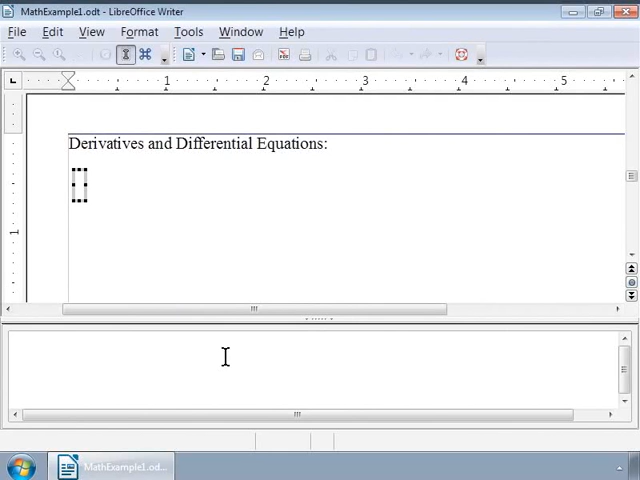 MathExample1.odt - LibreOffice Writer
File Edit View Format Tools Window Help
1 2 3 4 5
Derivatives and Differential Equations:
1
MathExample1.od...